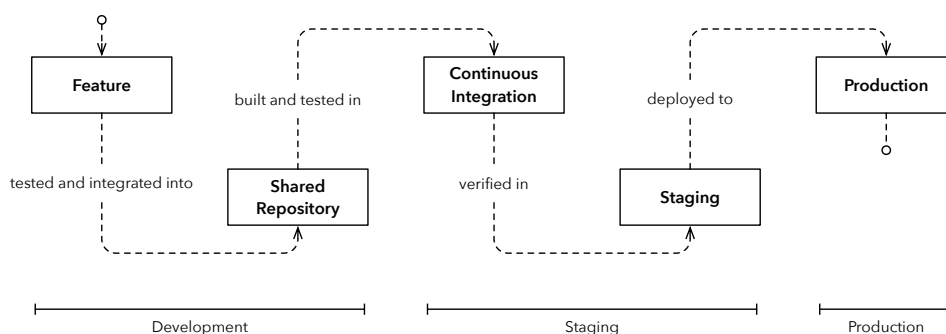 Feature
tested and integrated into
Shared
Repository
built and tested in
Continuous
Integration
verified in
Staging
deployed to
Production
Development
Staging
Production